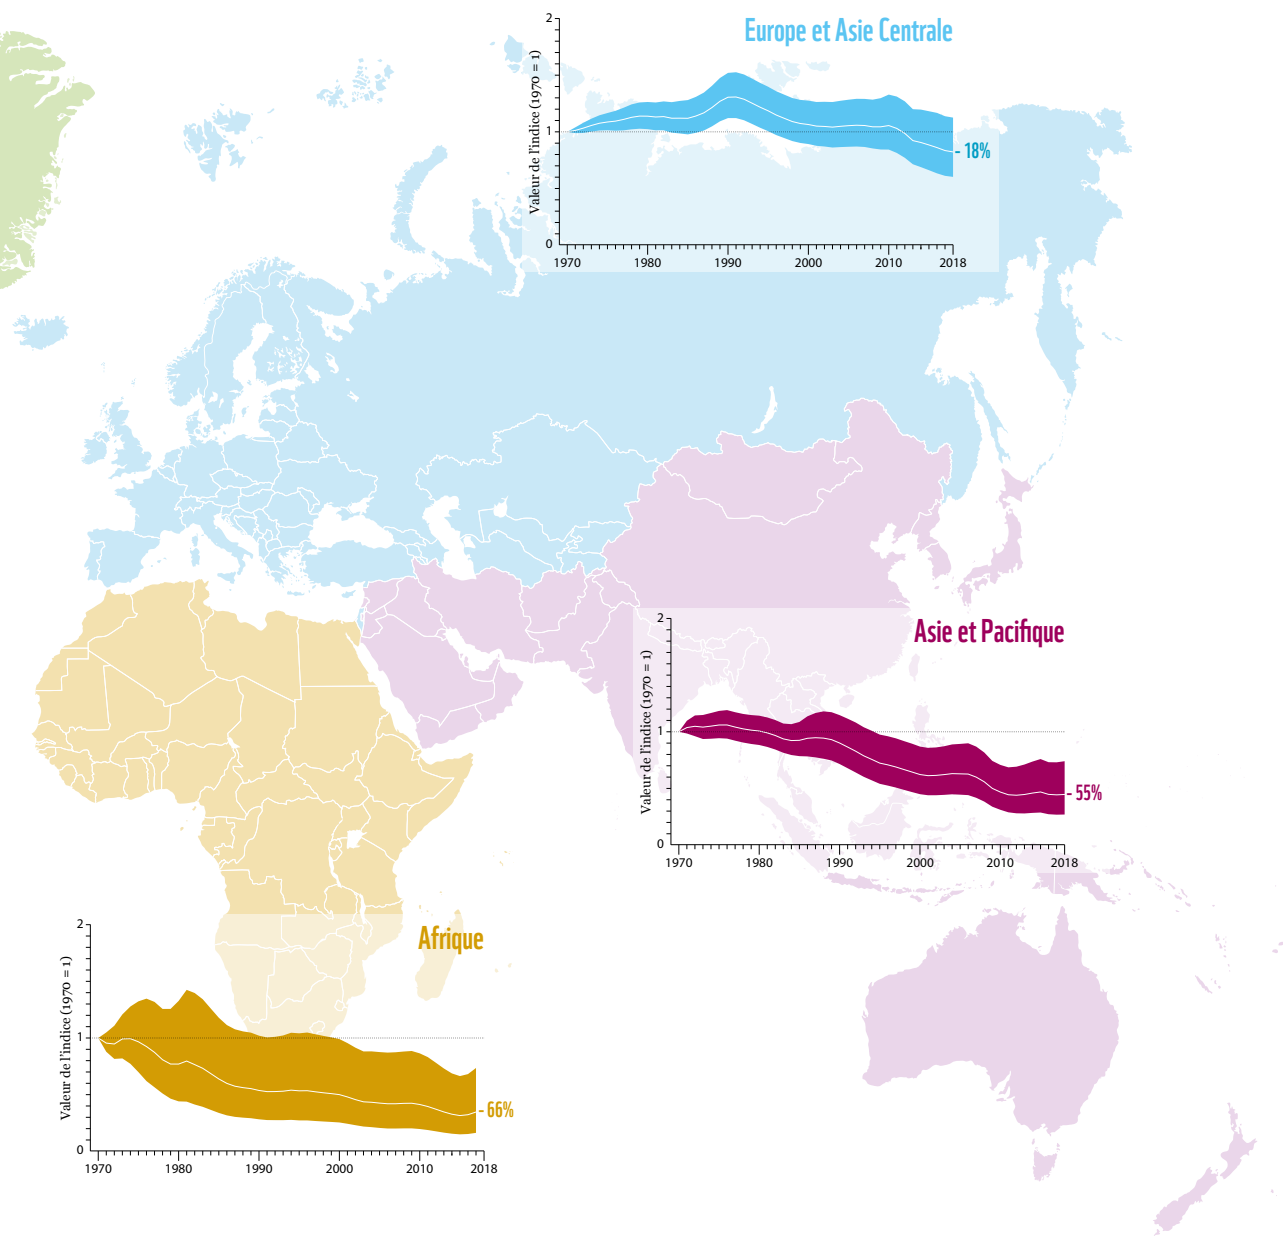 Europe et Asie Centrale
Valeur de l'indice (1970 = 1)
2
1
0
- 18%
1970 1980 1990 2000 2010 2018
Asie et Pacifique
Valeur de l'indice (1970 = 1)
2
1
0
- 55%
1970 1980 1990 2000 2010 2018
Afrique
Valeur de l'indice (1970 = 1)
2
1
0
- 66%
1970 1980 1990 2000 2010 2018